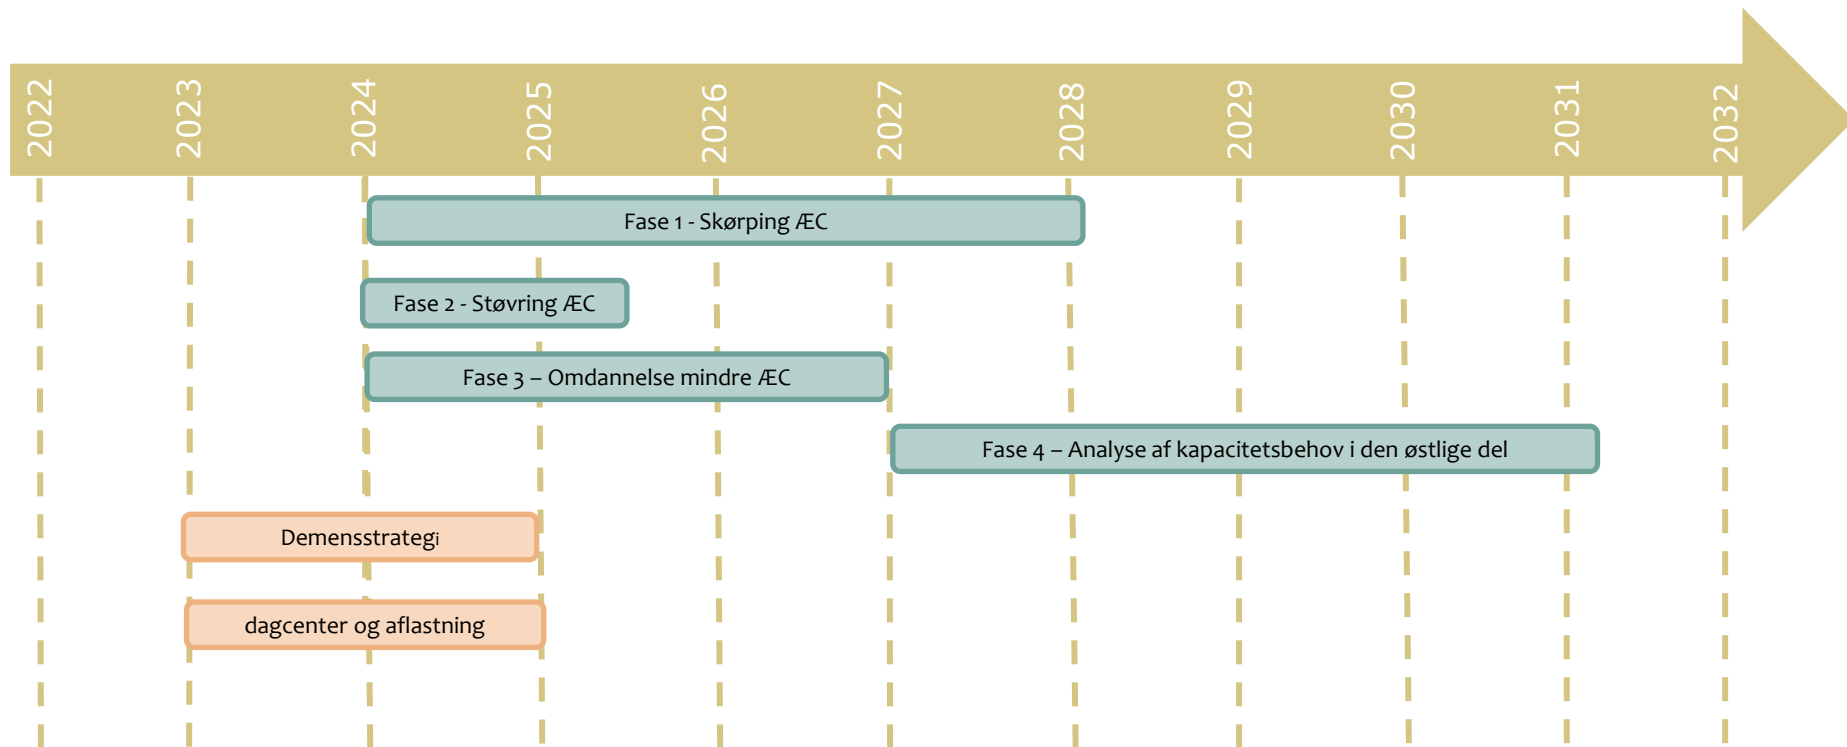 2022
2023
2024
2025
2026
2027
2028
2029
2030
2031
2032
Fase 1 - Skørping ÆC
Fase 2 - Støvring ÆC
Fase 3 – Omdannelse mindre ÆC
Fase 4 – Analyse af kapacitetsbehov i den østlige del
Demensstrategi
dagcenter og aflastning